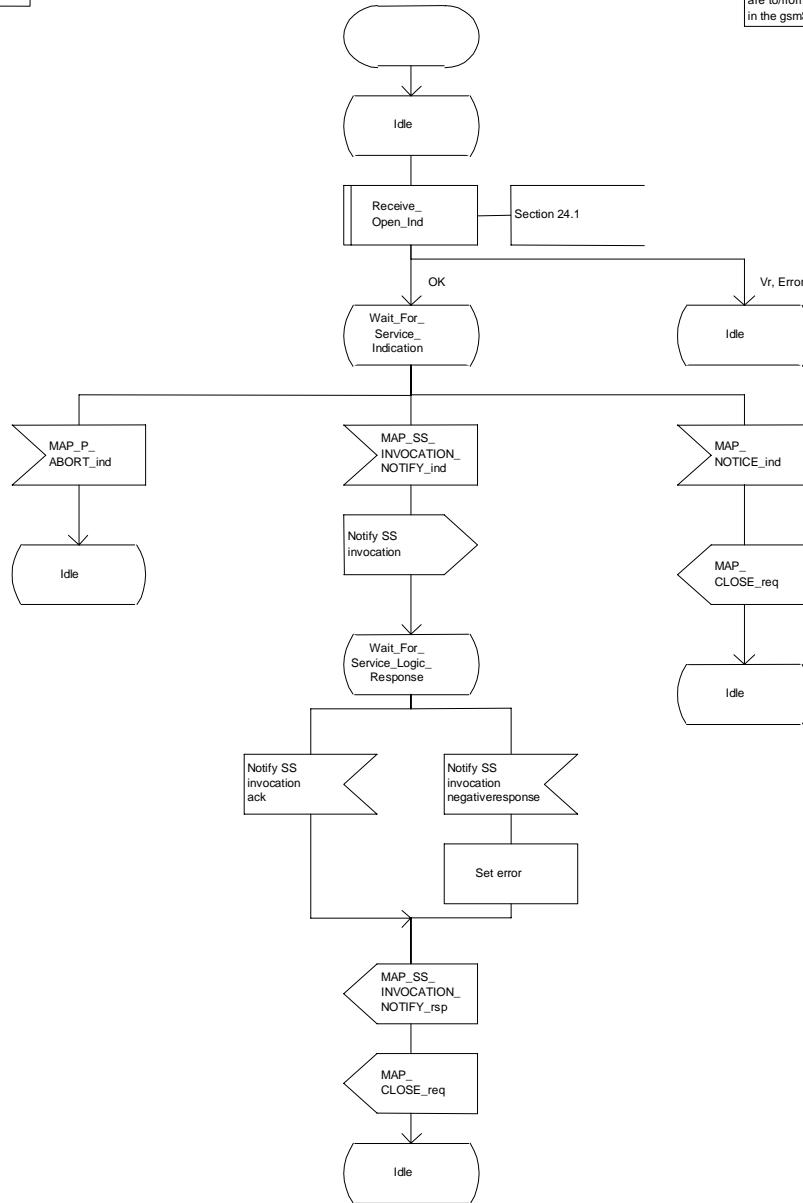 are to/from
in the gsmS
Idle
Receive_
Open_Ind
Section 24.1
OK
Vr, Error
Wait_For_
Service_
Indication
Idle
MAP_P_
ABORT_ind
MAP_SS_
INVOCATION_
NOTIFY_ind
MAP_
NOTICE_ind
Notify SS
invocation
Idle
MAP_
CLOSE_req
Wait_For_
Service_Logic_
Response
Idle
Notify SS
invocation
ack
Notify SS
invocation
negativeresponse
Set error
MAP_SS_
INVOCATION_
NOTIFY_rsp
MAP_
CLOSE_req
Idle